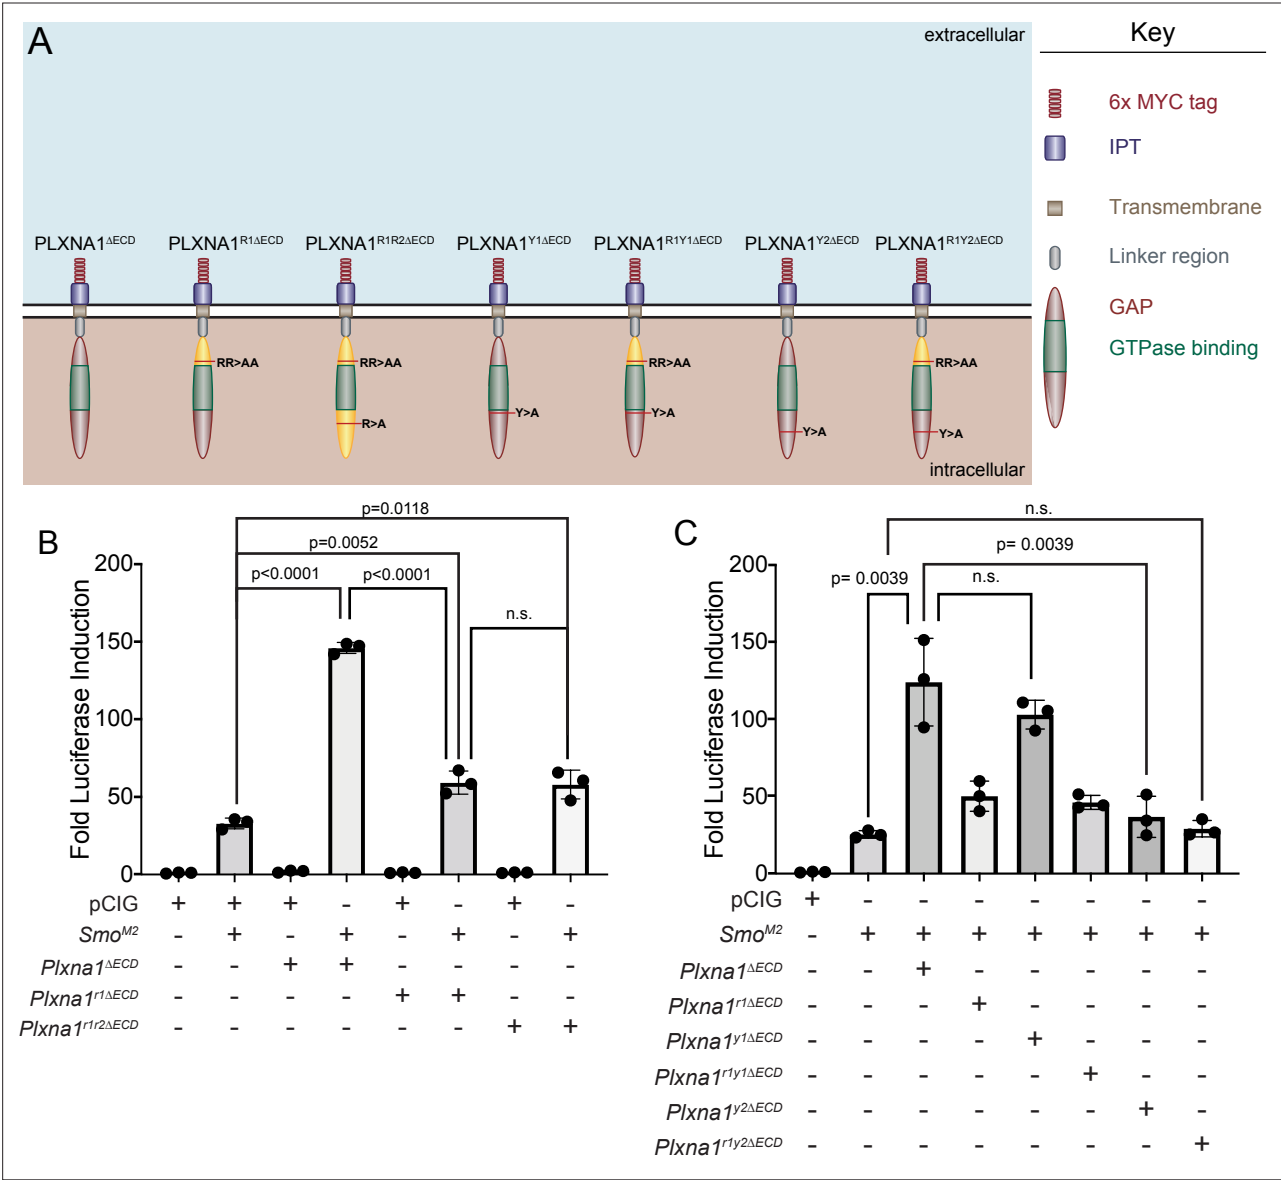 A
extracellular
Key
6x MYC tag
IPT
Transmembrane
Linker region
GAP
GTPase binding
PLXNA1ΔECD PLXNA1R1ΔECD PLXNA1R1R2ΔECD PLXNA1Y1ΔECD PLXNA1R1Y1ΔECD PLXNA1Y2ΔECD PLXNA1R1Y2ΔECD
RR>AA RR>AA RR>AA RR>AA
R>A Y>A Y>A Y>A Y>A
intracellular
B
p=0.0118
p=0.0052
p<0.0001 p<0.0001
n.s.
Fold Luciferase Induction
200
150
100
50
0
pCIG + + + - + - + -
SmoM2 - + - + - + - +
Plxna1ΔECD - - + + - - - -
Plxna1r1ΔECD - - - - + + - -
Plxna1r1r2ΔECD - - - - - - + +
C
n.s.
p= 0.0039
p= 0.0039 n.s.
Fold Luciferase Induction
200
150
100
50
0
pCIG + - - - - - - -
SmoM2 - + + + + + + +
Plxna1ΔECD - - + - - - - -
Plxna1r1ΔECD - - - + - - - -
Plxna1y1ΔECD - - - - + - - -
Plxna1r1y1ΔECD - - - - - + - -
Plxna1y2ΔECD - - - - - - + -
Plxna1r1y2ΔECD - - - - - - - +